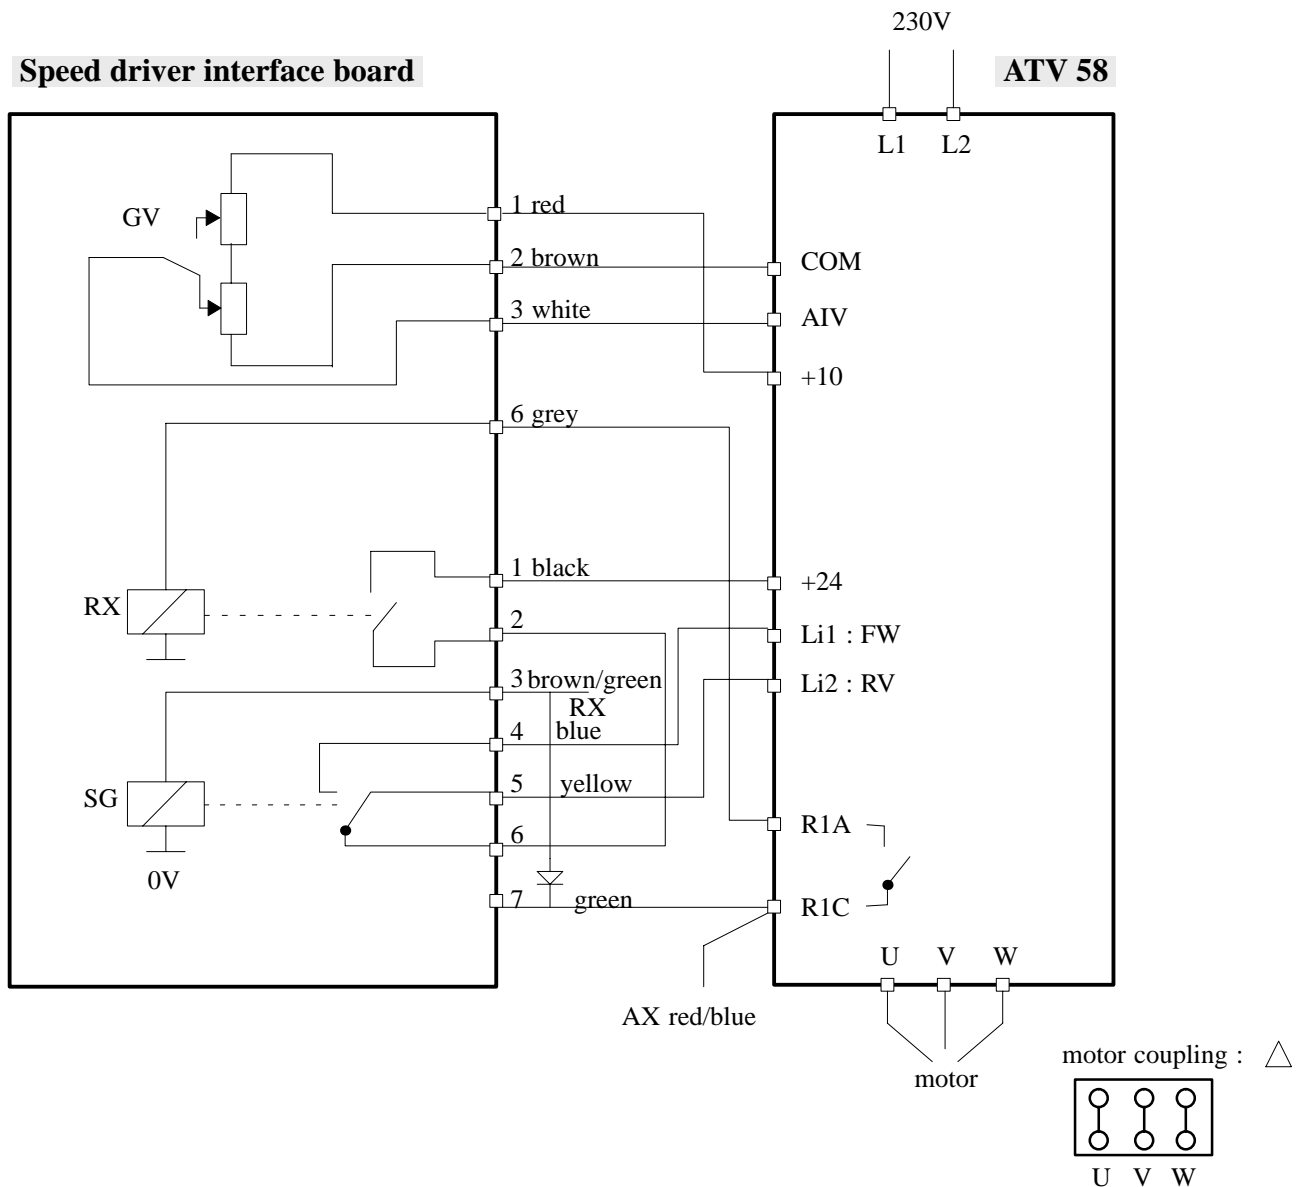 230V
Speed driver interface board
ATV 58
L1 L2
GV
1 red
2 brown
COM
3 white
AIV
+10
6 grey
1 black
+24
RX
2
Li1 : FW
3 brown/green
Li2 : RV
RX
4 blue
SG
5 yellow
6
R1A
0V
7 green
R1C
U V W
AX red/blue
motor coupling : △
motor
U V W